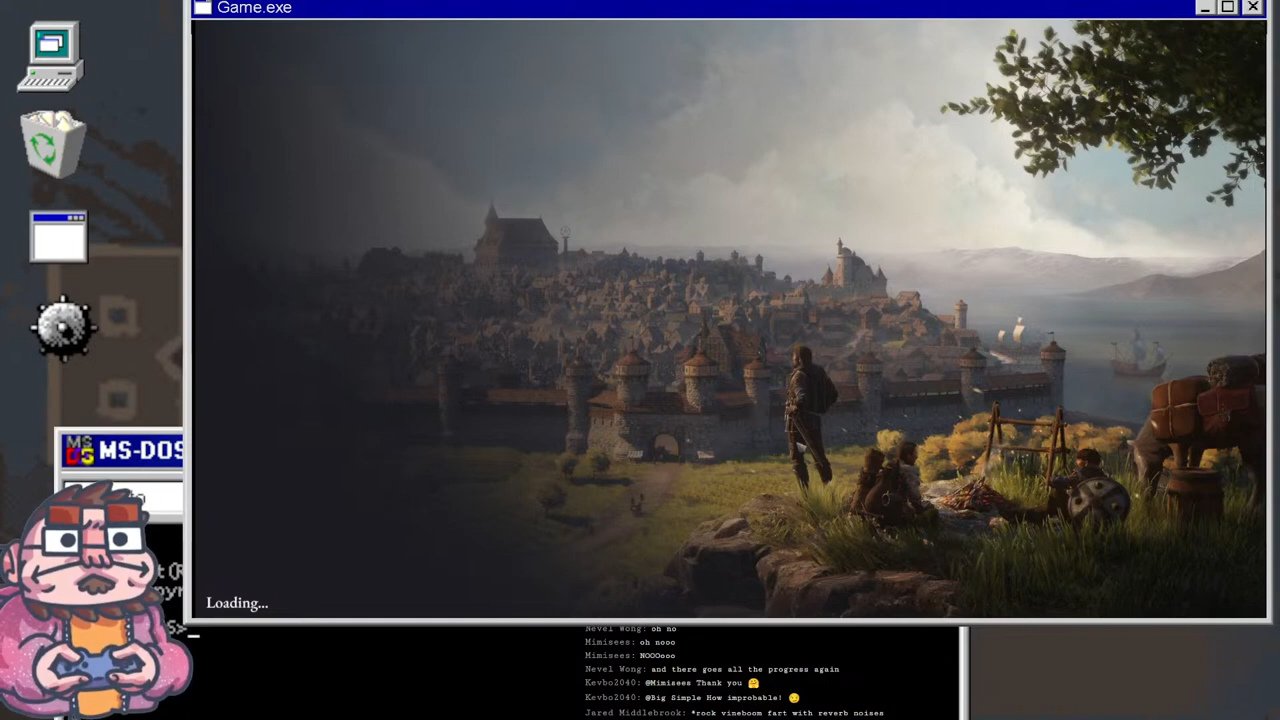 Game.exe
MS-DOS
Loading...
Nevel Wong: oh no
Mimisees: oh nooo
Mimisees: NOOOooo
Nevel Wong: and there goes all the progress again
Kevbo2040: @Mimisees Thank you 🤗
Kevbo2040: @Big Simple How improbable! 😏
Jared Middlebrook: *rock vineboom fart with reverb noises